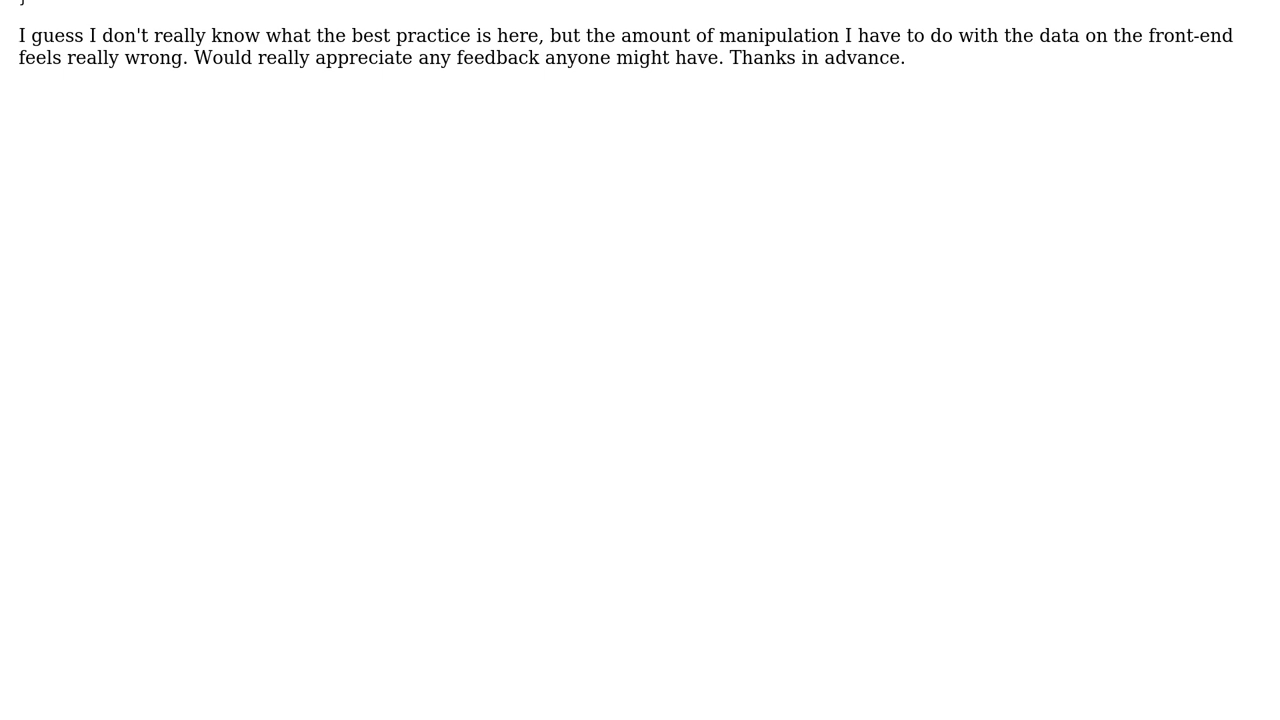 }
I guess I don't really know what the best practice is here, but the amount of manipulation I have to do with the data on the front-end
feels really wrong. Would really appreciate any feedback anyone might have. Thanks in advance.